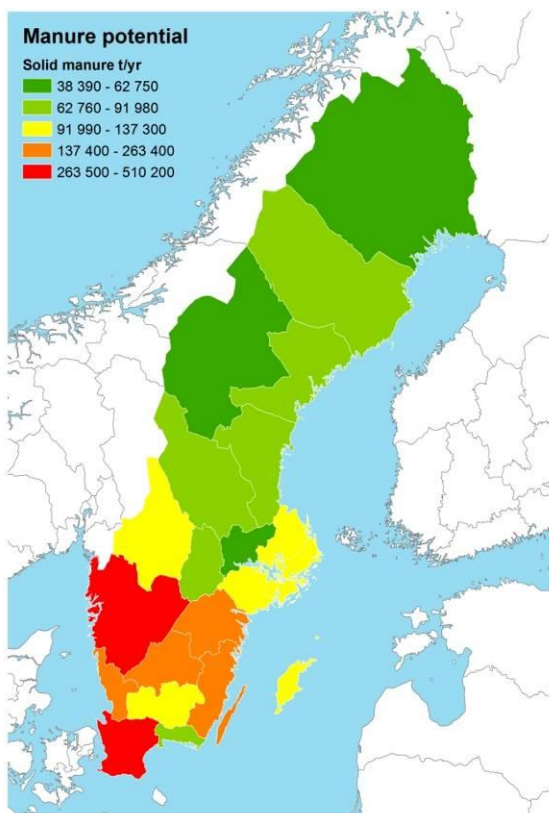 Manure potential
Solid manure t/yr
38 390 - 62 750
62 760 - 91 980
91 990 - 137 300
137 400 - 263 400
263 500 - 510 200